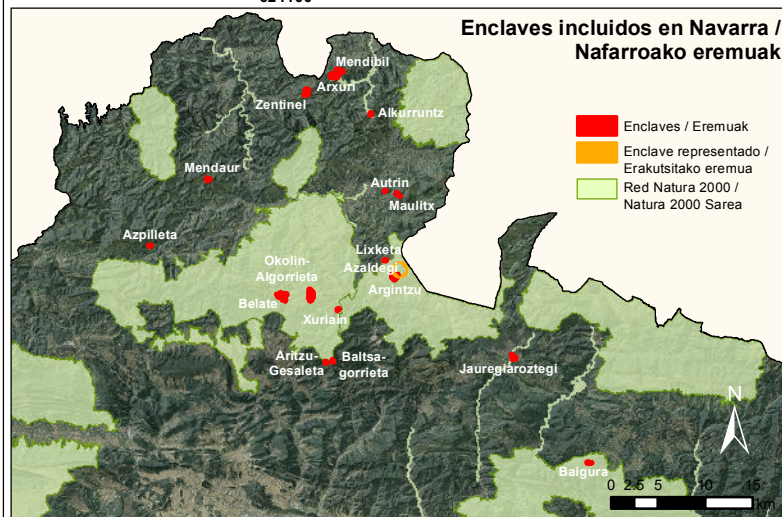 Enclaves incluidos en Navarra /
Nafarroako eremuak
Mendibil
Arxuri
Zentinel
Alkurruntz
Enclaves / Eremuak
Enclave representado /
Erakutsitako eremua
Red Natura 2000 /
Natura 2000 Sarea
Mendaur
Autrin
Maulitx
Azpilleta
Lixketa
Okolin-
Algorrieta
Azaldegi
Argintzu
Belate
Xuriain
Aritzu-
Gesaleta
Baltsa-
gorrieta
Jauregiaroztegi
N
Baigura
0 2.5 5 10 15
km